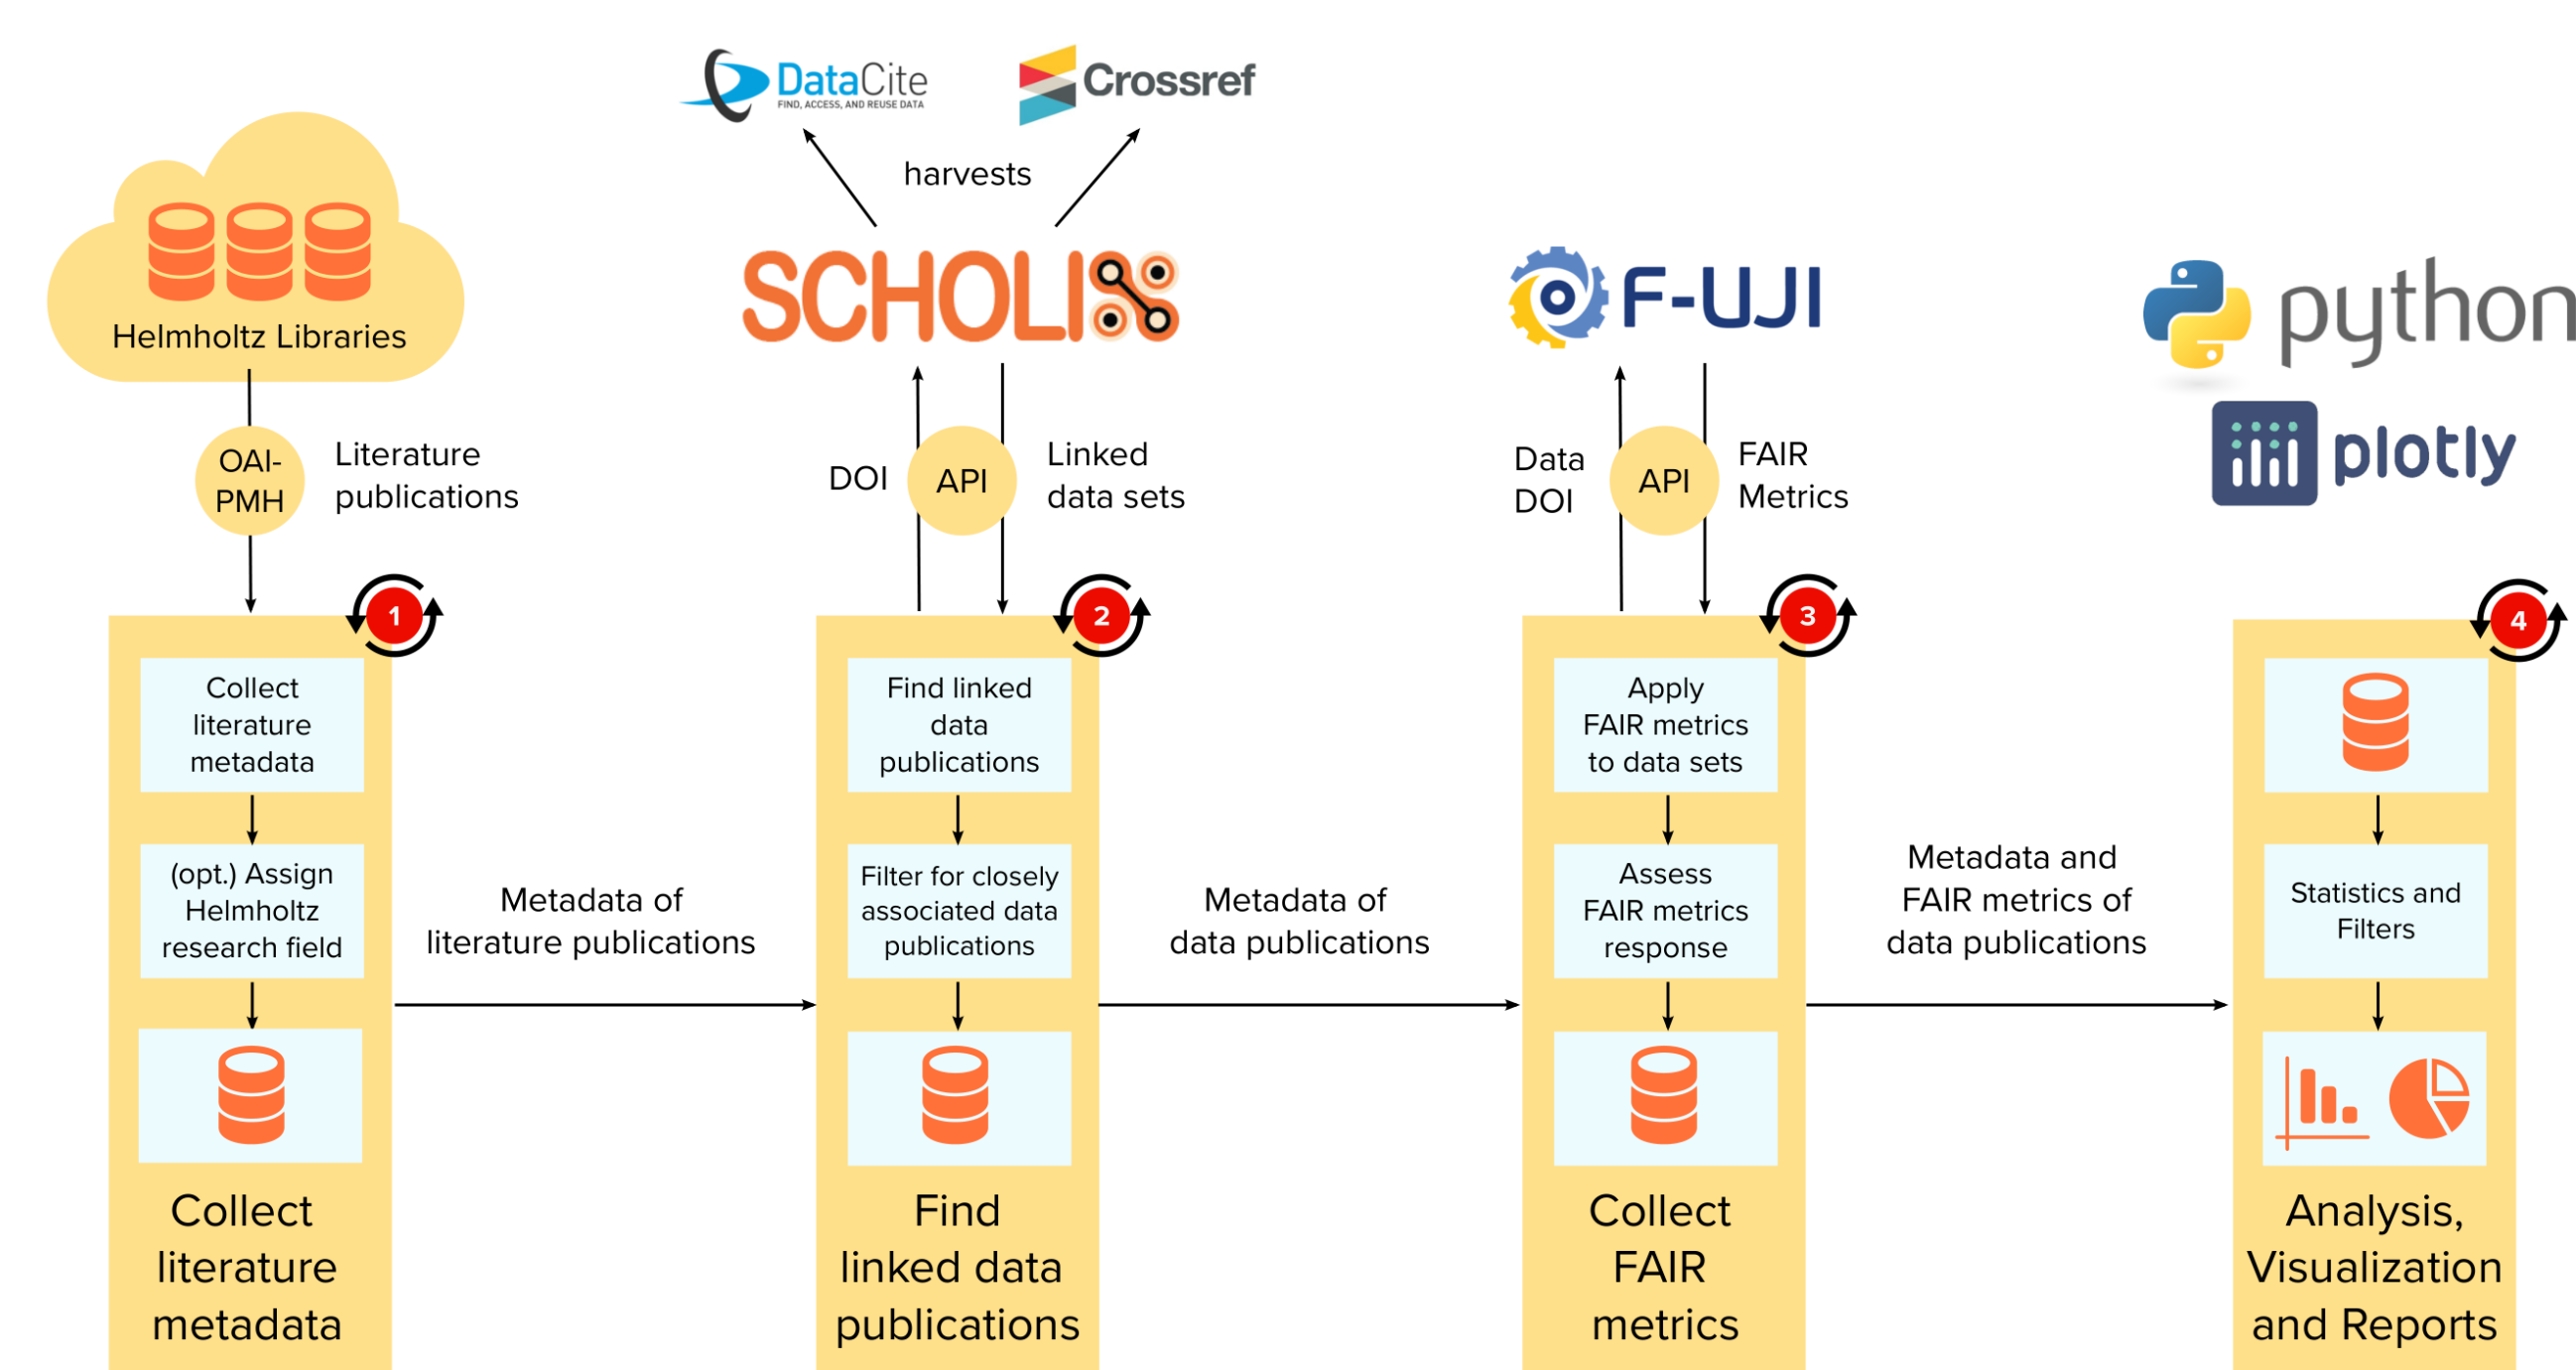 DataCite
FIND, ACCESS, AND REUSE DATA
Crossref
harvests
Helmholtz Libraries
SCHOLIX
F-UJI
python
plotly
OAI-
PMH
Literature
publications
DOI
API
Linked
data sets
Data
DOI
API
FAIR
Metrics
1
Collect
literature
metadata
(opt.) Assign
Helmholtz
research field
Collect
literature
metadata
Metadata of
literature publications
2
Find linked
data
publications
Filter for closely
associated data
publications
Find
linked data
publications
Metadata of
data publications
3
Apply
FAIR metrics
to data sets
Assess
FAIR metrics
response
Collect
FAIR
metrics
Metadata and
FAIR metrics of
data publications
4
Statistics and
Filters
Analysis,
Visualization
and Reports